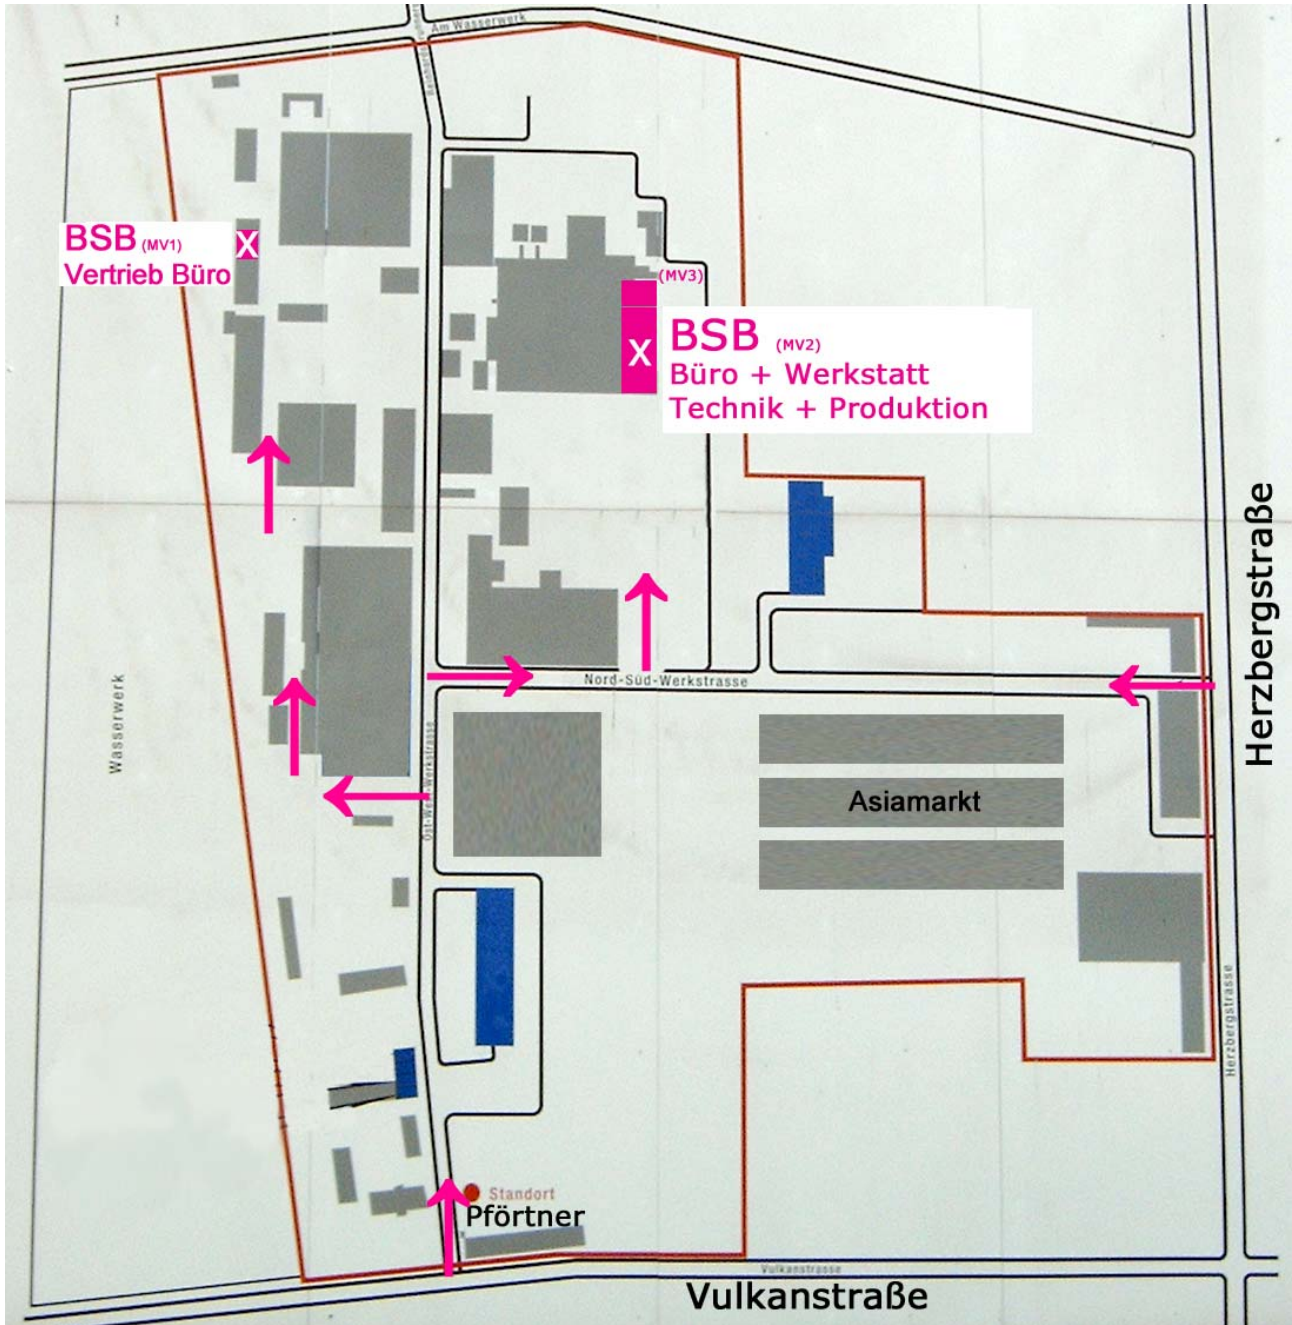 Am Wasserwerk
BSB (MV1)
Vertrieb Büro
X
(MV3)
BSB (MV2)
Büro + Werkstatt
Technik + Produktion
X
Herzbergstraße
Nord-Süd-Werkstrasse
Wasserwerk
Ost-West-Werkstrasse
Asiamarkt
Herzbergstrasse
Standort
Pförtner
Vulkanstrasse
Vulkanstraße